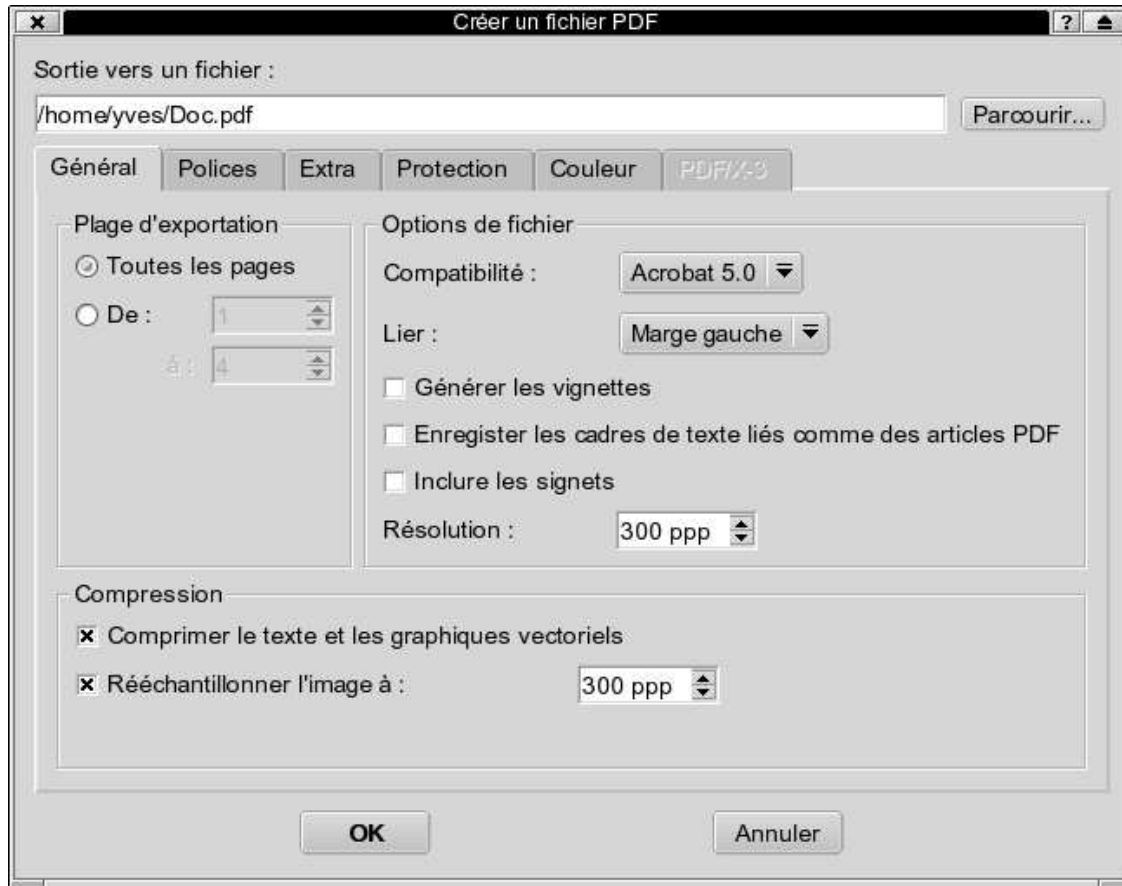 Créer un fichier PDF ?
Sortie vers un fichier :
/home/yves/Doc.pdf Parcourir...
Général Polices Extra Protection Couleur PDF/X-3
Plage d'exportation
Toutes les pages
De : 1
à : 4
Options de fichier
Compatibilité : Acrobat 5.0
Lier : Marge gauche
Générer les vignettes
Enregister les cadres de texte liés comme des articles PDF
Inclure les signets
Résolution : 300 ppp
Compression
Comprimer le texte et les graphiques vectoriels
Rééchantillonner l'image à : 300 ppp
OK Annuler